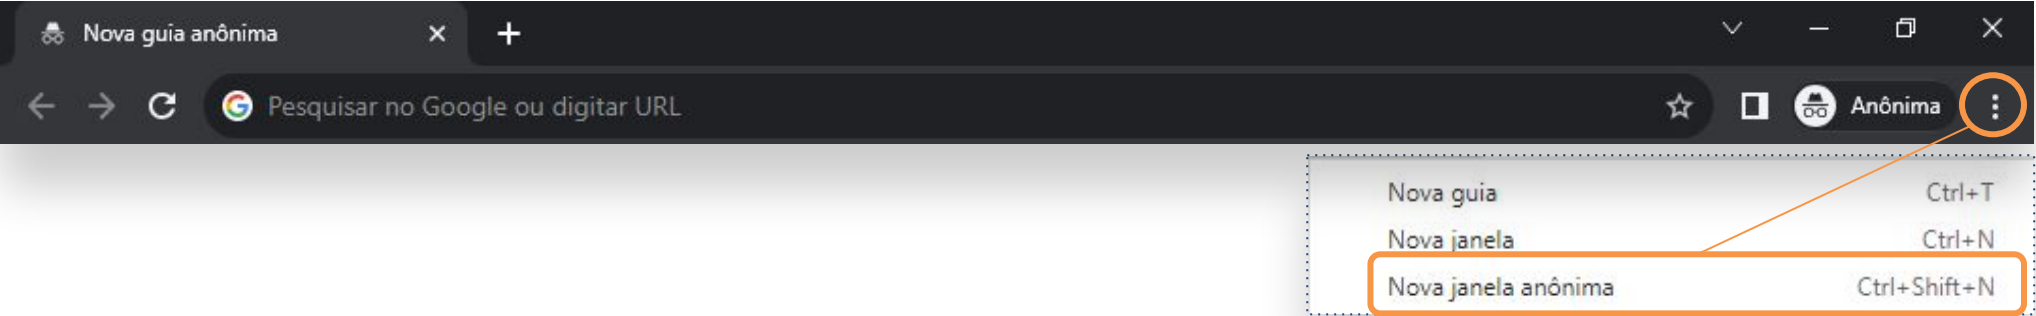 Nova guia anônima
Pesquisar no Google ou digitar URL
Anônima
Nova guia Ctrl+T
Nova janela Ctrl+N
Nova janela anônima Ctrl+Shift+N